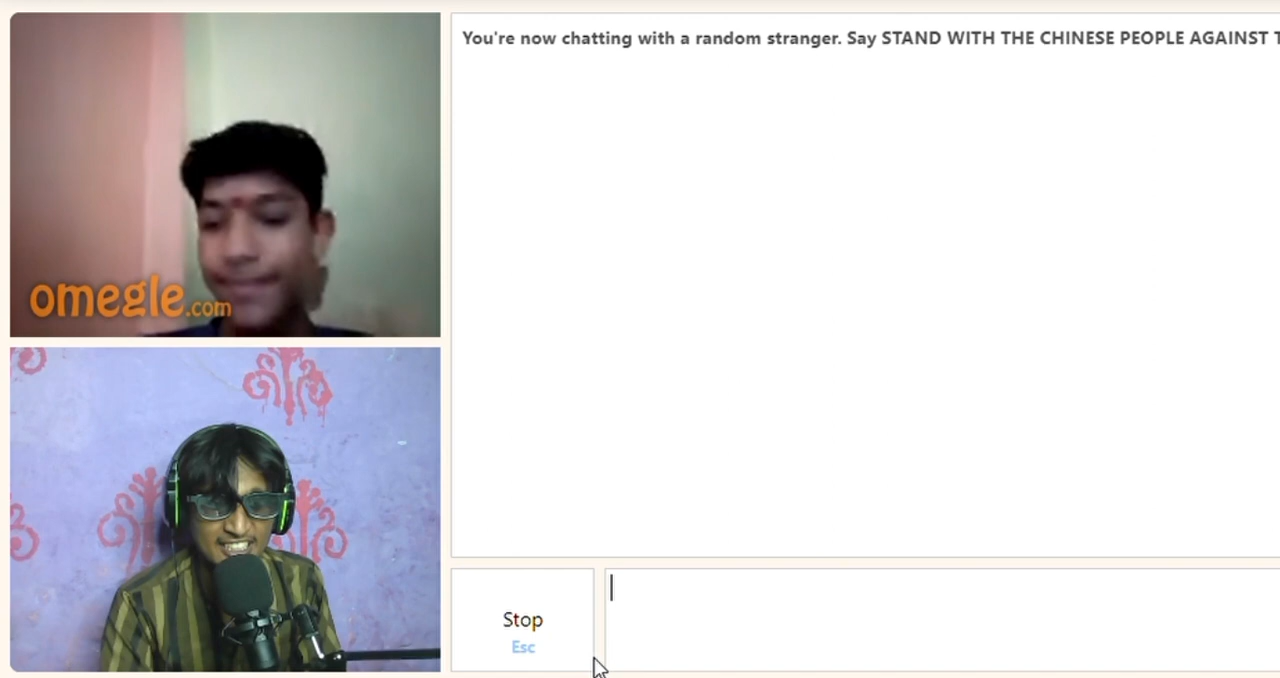 You're now chatting with a random stranger. Say STAND WITH THE CHINESE PEOPLE AGAINST
omegle.com
Stop
Esc